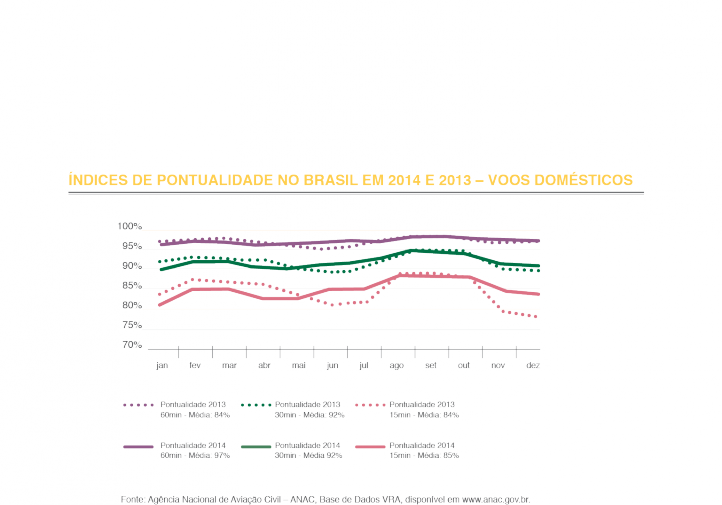 ÍNDICES DE PONTUALIDADE NO BRASIL EM 2014 E 2013 – VOOS DOMÉSTICOS
100%
95%
90%
85%
80%
75%
70%
jan fev mar abr mai jun jul ago set out nov dez
Pontualidade 2013 Pontualidade 2013 Pontualidade 2013
60min - Média: 84% 30min - Média: 92% 15min - Média: 84%
Pontualidade 2014 Pontualidade 2014 Pontualidade 2014
60min - Média: 97% 30min - Média 92% 15min - Média: 85%
Fonte: Agência Nacional de Aviação Civil – ANAC, Base de Dados VRA, disponível em www.anac.gov.br.